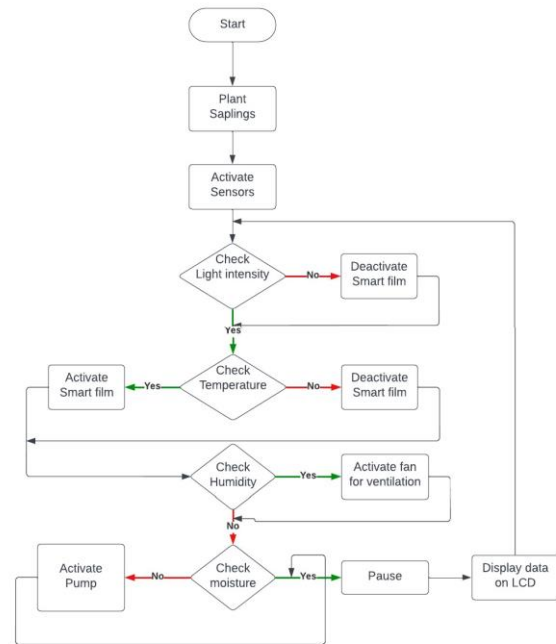 Start
Plant
Saplings
Activate
Sensors
Check
Light intensity
No
Deactivate
Smart film
Yes
Check
Temperature
Yes
Activate
Smart film
No
Deactivate
Smart film
Check
Humidity
Yes
Activate fan
for ventilation
No
Check
moisture
No
Activate
Pump
Yes
Pause
Display data
on LCD